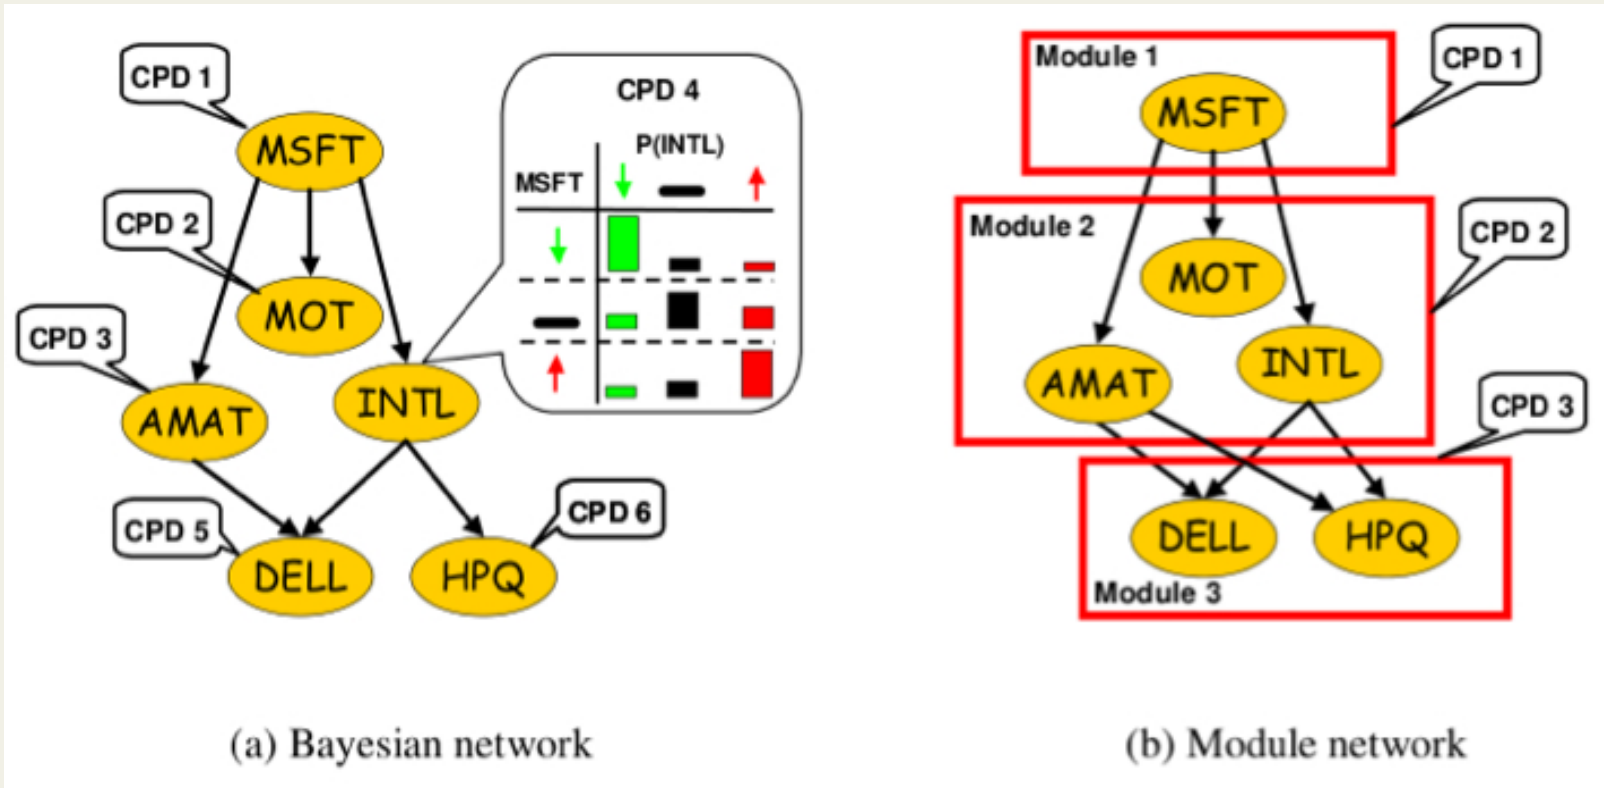 CPD 1
MSFT
CPD 2
MOT
CPD 3
AMAT
INTL
CPD 4
P(INTL)
MSFT
CPD 5
DELL
HPQ
CPD 6
(a) Bayesian network
Module 1
MSFT
CPD 1
Module 2
MOT
CPD 2
AMAT
INTL
CPD 3
DELL
HPQ
Module 3
(b) Module network